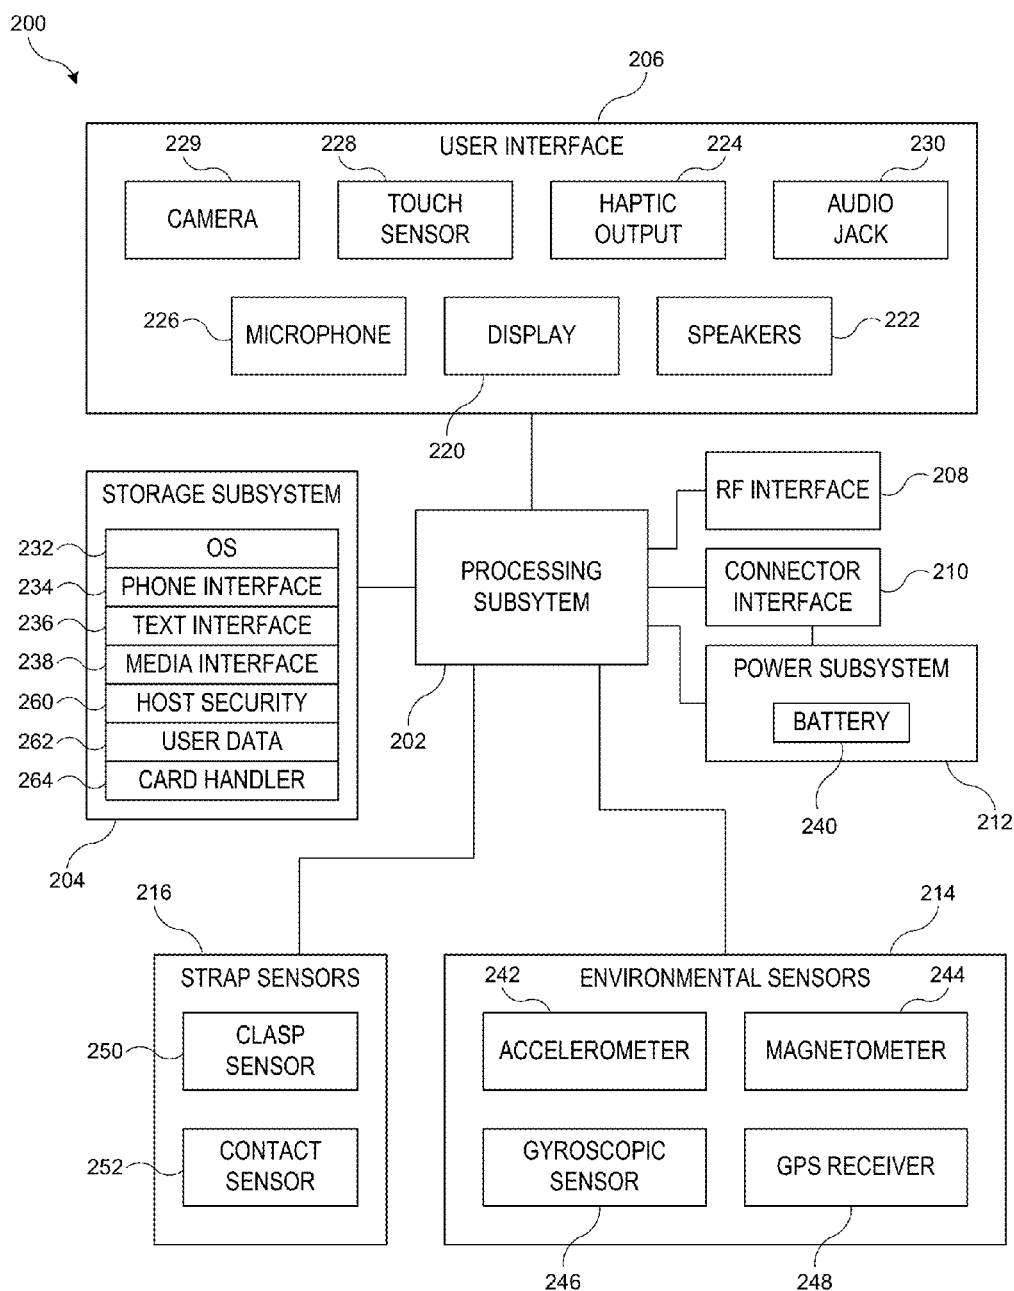 200
206
USER INTERFACE
229
228
224
230
CAMERA
TOUCH
SENSOR
HAPTIC
OUTPUT
AUDIO
JACK
226
MICROPHONE
DISPLAY
SPEAKERS
222
220
STORAGE SUBSYSTEM
232
OS
234
PHONE INTERFACE
236
TEXT INTERFACE
238
MEDIA INTERFACE
260
HOST SECURITY
262
USER DATA
264
CARD HANDLER
204
PROCESSING
SUBSYTEM
202
RF INTERFACE
208
CONNECTOR
INTERFACE
210
POWER SUBSYSTEM
BATTERY
240
212
216
STRAP SENSORS
250
CLASP
SENSOR
252
CONTACT
SENSOR
214
ENVIRONMENTAL SENSORS
242
244
ACCELEROMETER
MAGNETOMETER
GYROSCOPIC
SENSOR
GPS RECEIVER
246
248